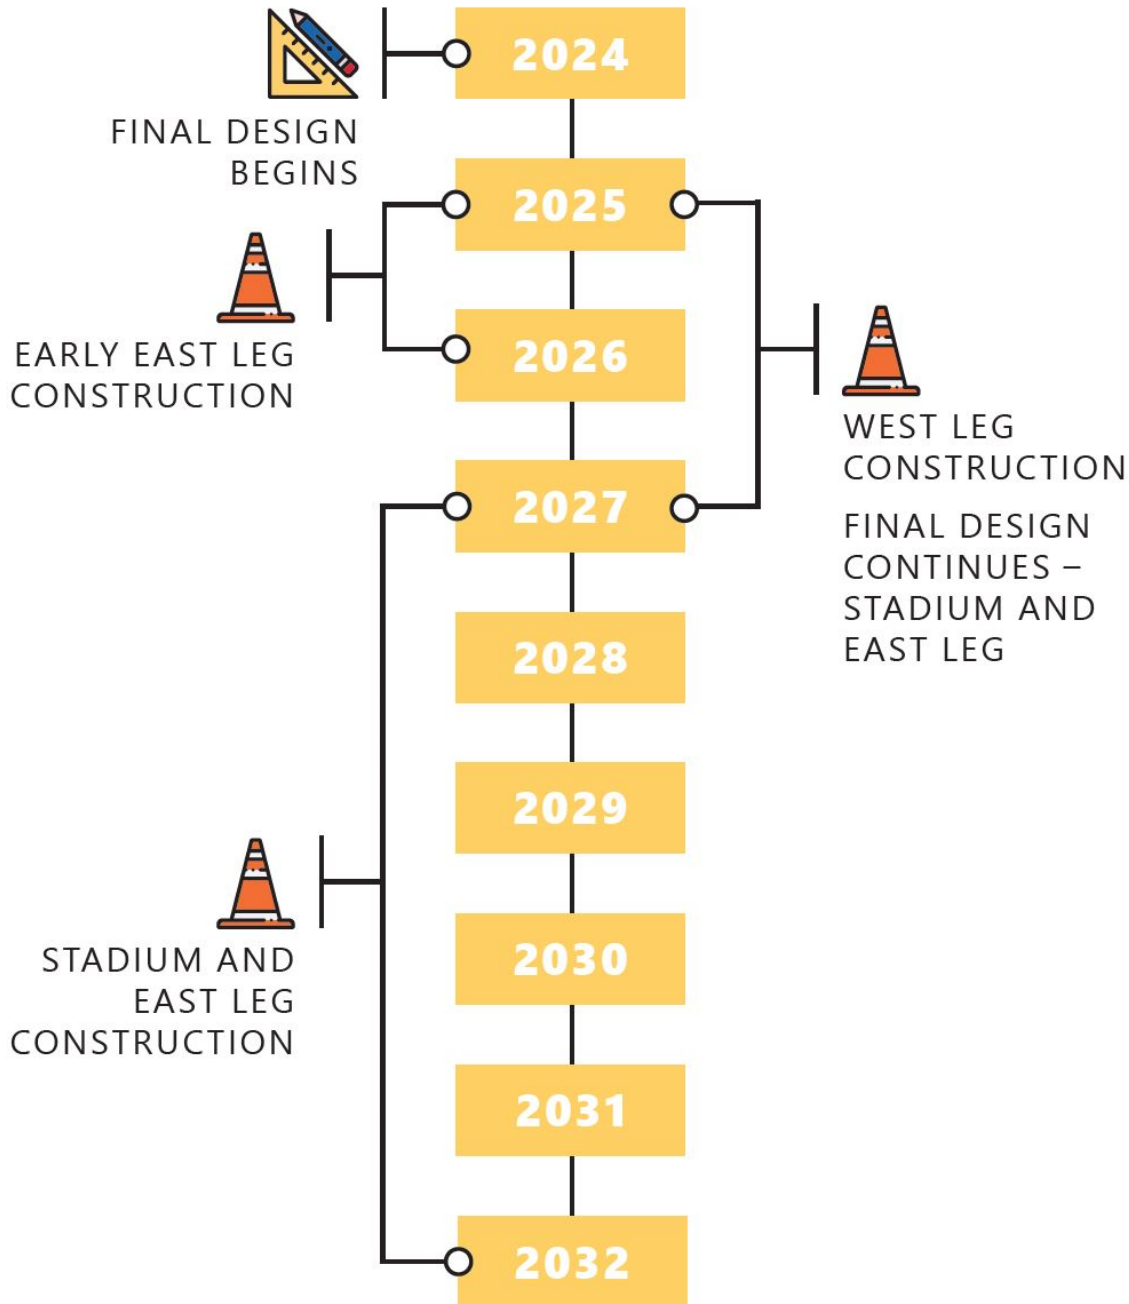 2024
FINAL DESIGN
BEGINS
2025
EARLY EAST LEG
CONSTRUCTION
2026
WEST LEG
CONSTRUCTION
FINAL DESIGN
CONTINUES –
STADIUM AND
EAST LEG
2027
2028
2029
STADIUM AND
EAST LEG
CONSTRUCTION
2030
2031
2032